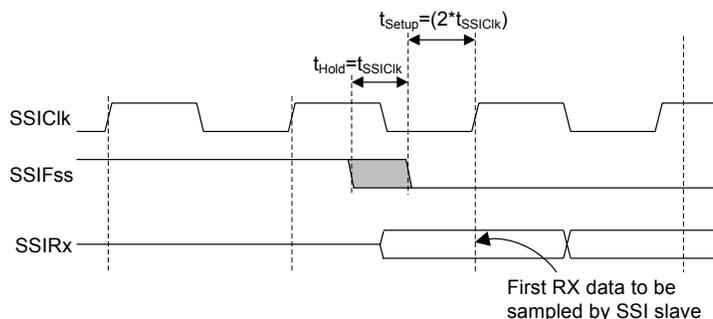 tSetup=(2*tSSIClk)
tHold=tSSIClk
SSIClk
SSIFss
SSIRx
First RX data to be
sampled by SSI slave